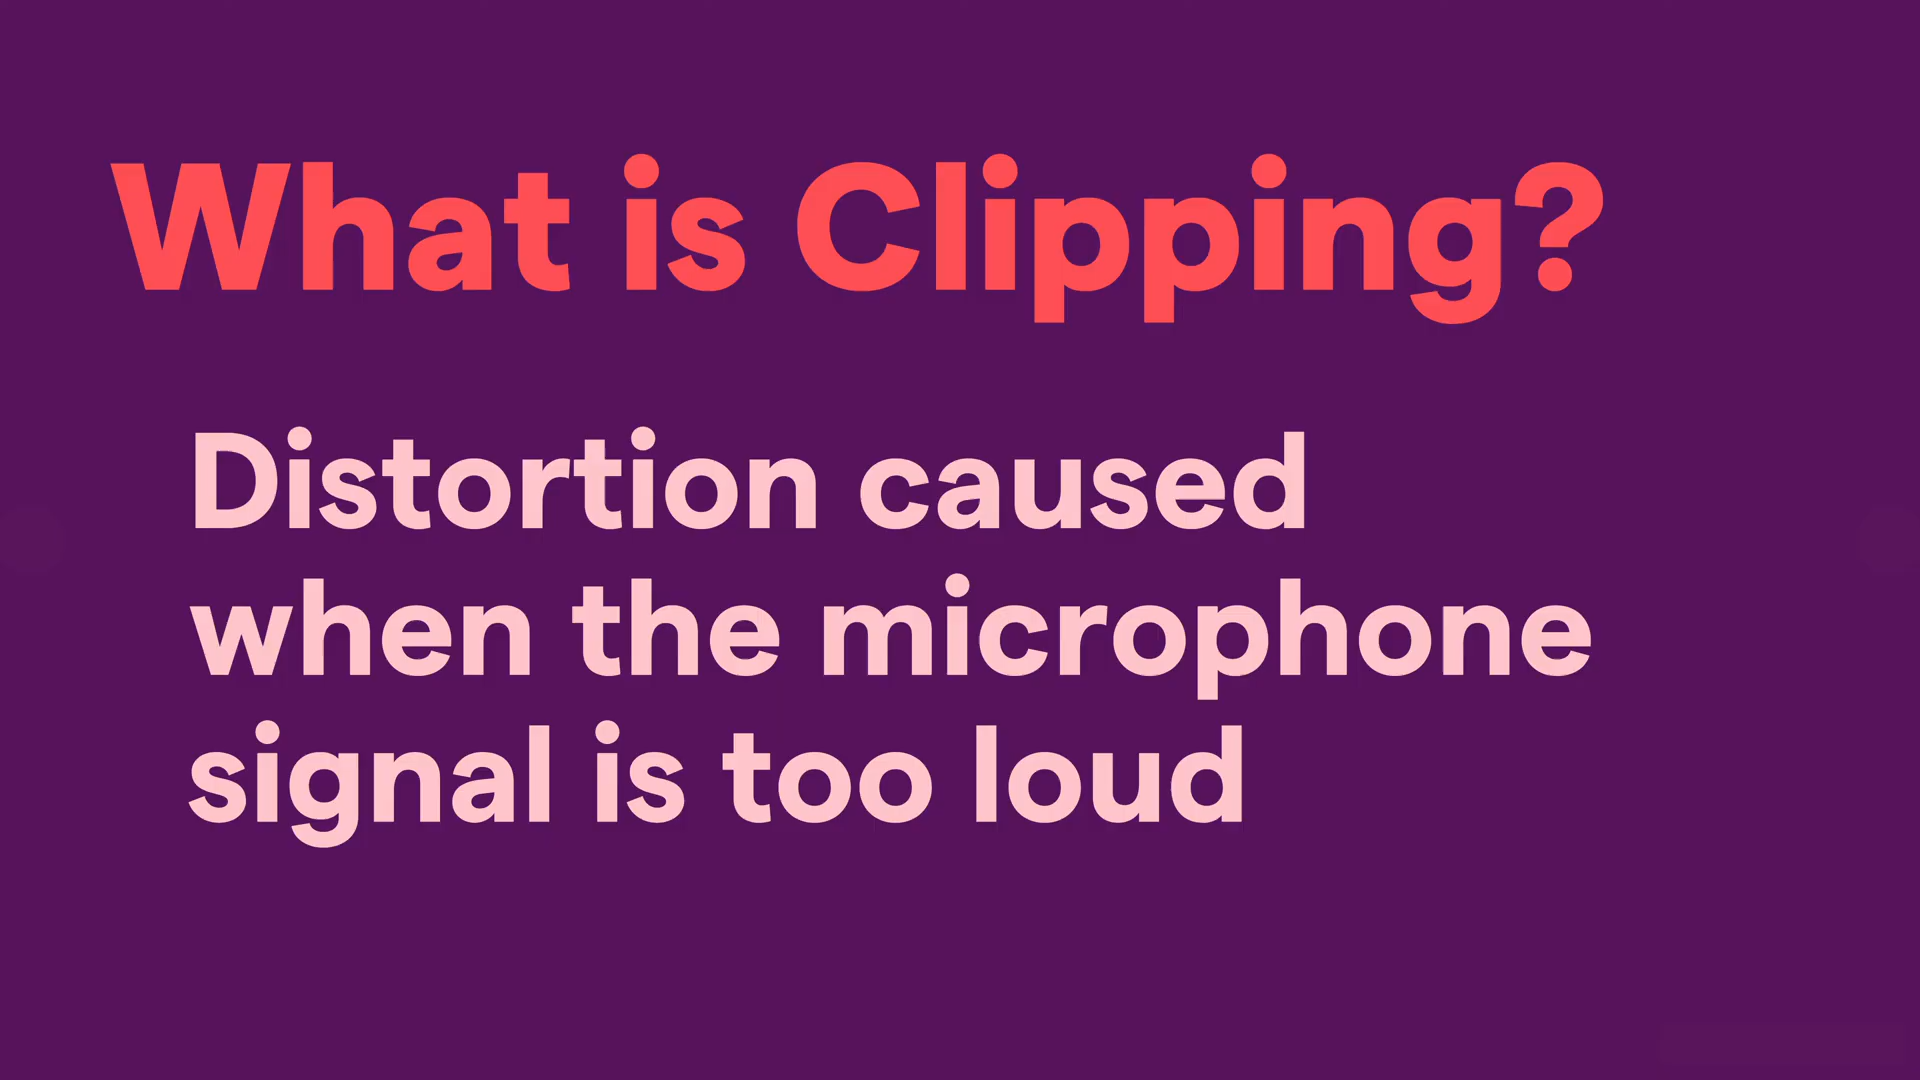 What is Clipping?
Distortion caused
when the microphone
signal is too loud